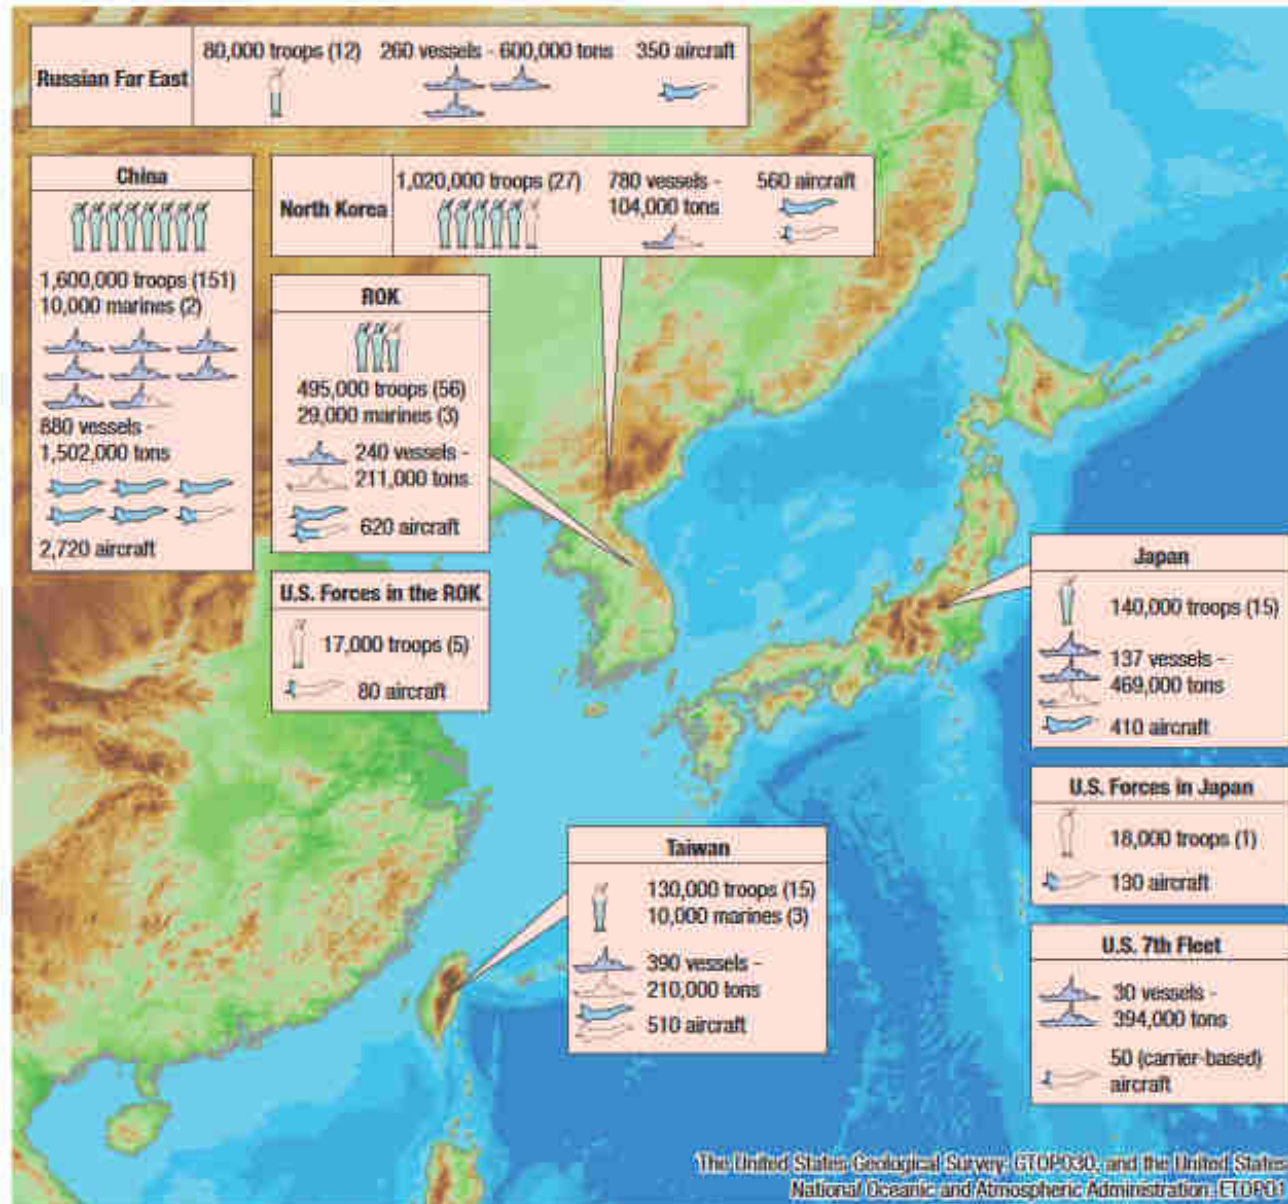 Russian Far East
80,000 troops (12)
260 vessels - 600,000 tons
350 aircraft
China
1,600,000 troops (151)
10,000 marines (2)
880 vessels -
1,502,000 tons
2,720 aircraft
North Korea
1,020,000 troops (27)
780 vessels -
104,000 tons
560 aircraft
ROK
495,000 troops (56)
29,000 marines (3)
240 vessels -
211,000 tons
620 aircraft
U.S. Forces in the ROK
17,000 troops (5)
80 aircraft
Japan
140,000 troops (15)
137 vessels -
469,000 tons
410 aircraft
U.S. Forces in Japan
18,000 troops (1)
130 aircraft
Taiwan
130,000 troops (15)
10,000 marines (3)
390 vessels -
210,000 tons
510 aircraft
U.S. 7th Fleet
30 vessels -
394,000 tons
50 (carrier-based)
aircraft
The United States Geological Survey: GTOPO30, and the United States
National Oceanic and Atmospheric Administration: ETOPO1